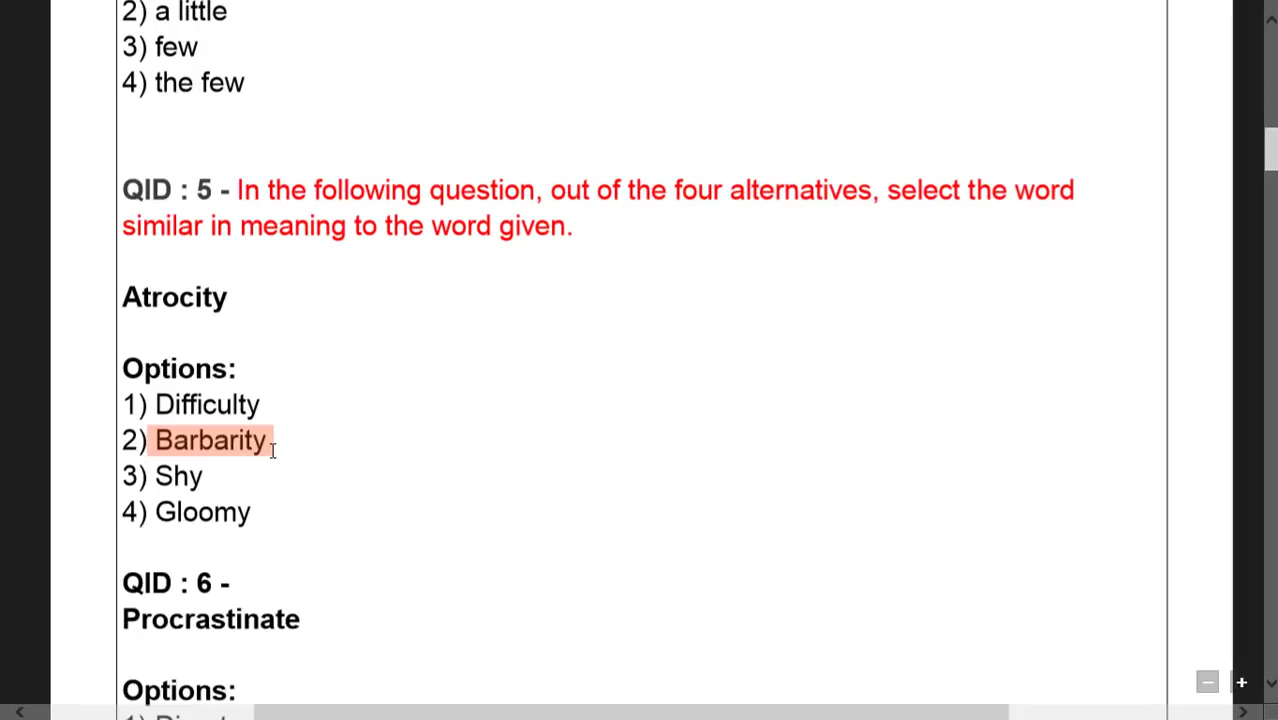 2) a little
3) few
4) the few
QID : 5 - In the following question, out of the four alternatives, select the word
similar in meaning to the word given.
Atrocity
Options:
1) Difficulty
2) Barbarity
3) Shy
4) Gloomy
QID : 6 -
Procrastinate
Options: